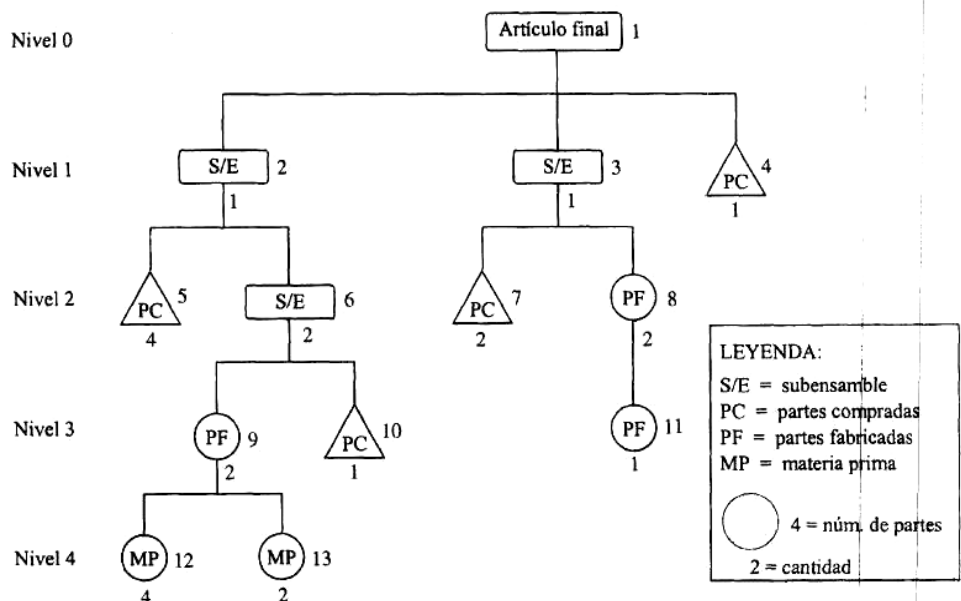 Nivel 0
Artículo final 1
Nivel 1
S/E 2
1
S/E 3
1
PC 4
1
Nivel 2
PC 5
4
S/E 6
2
PC 7
2
PF 8
2
Nivel 3
PF 9
2
PC 10
1
PF 11
1
Nivel 4
MP 12
4
MP 13
2
LEYENDA:
S/E = subensamble
PC = partes compradas
PF = partes fabricadas
MP = materia prima
4 = núm. de partes
2 = cantidad